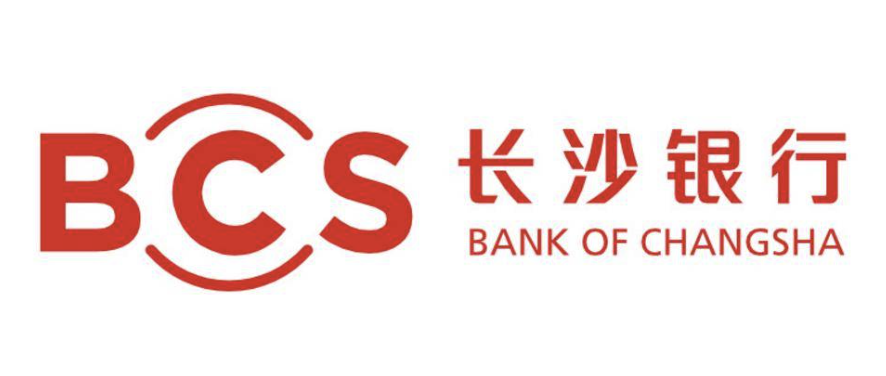 BCS
长沙银行
BANK OF CHANGSHA